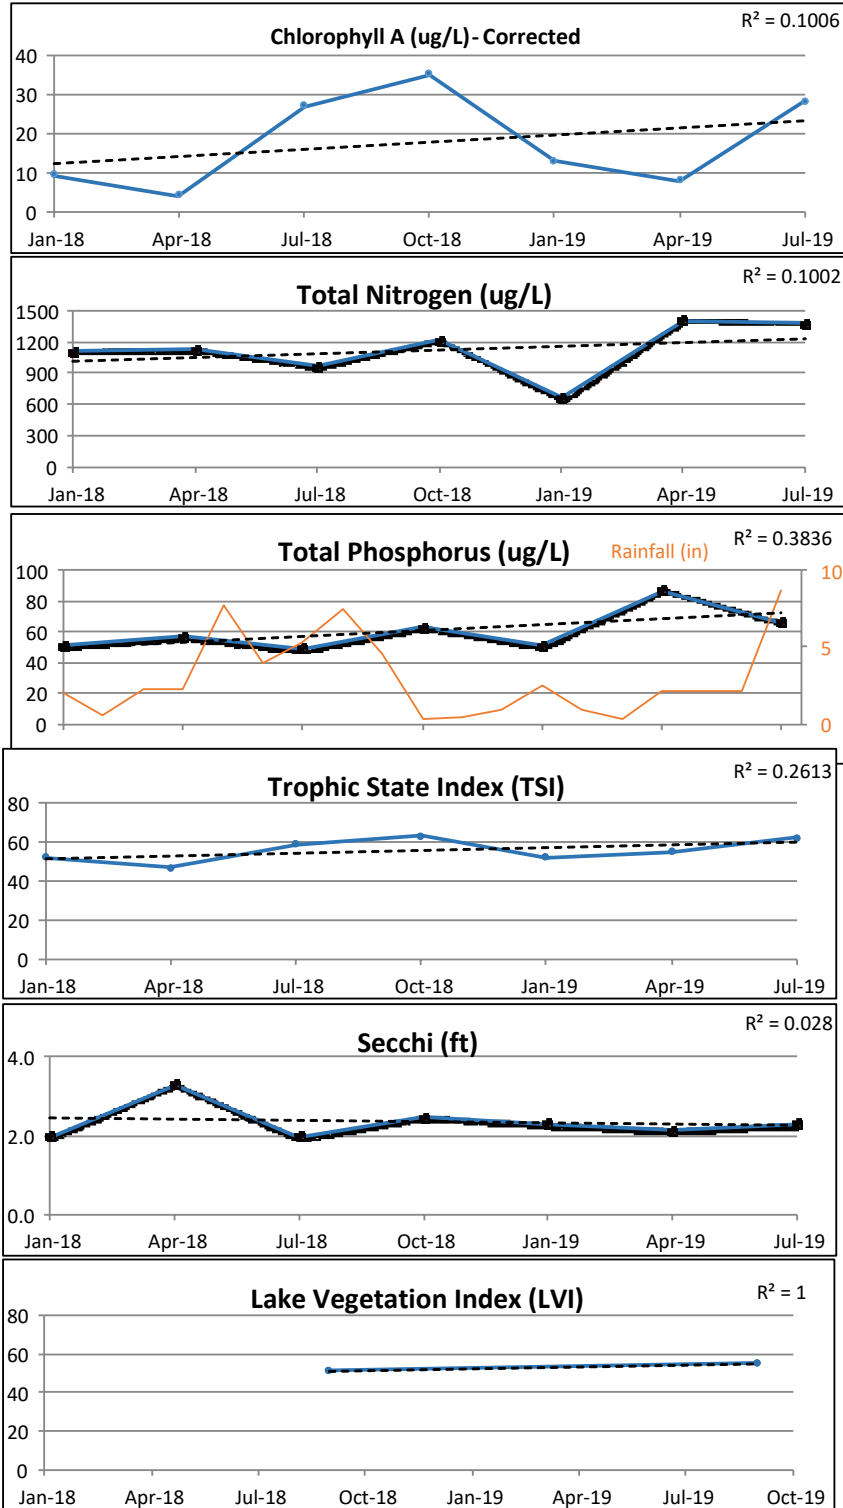 R² = 0.1006
Chlorophyll A (ug/L) - Corrected
40
30
20
10
0
Jan-18 Apr-18 Jul-18 Oct-18 Jan-19 Apr-19 Jul-19
R² = 0.1002
Total Nitrogen (ug/L)
1500
1200
900
600
300
0
Jan-18 Apr-18 Jul-18 Oct-18 Jan-19 Apr-19 Jul-19
R² = 0.3836
Total Phosphorus (ug/L) Rainfall (in)
100 10
80
60
5
40
20
0 0
R² = 0.2613
Trophic State Index (TSI)
80
60
40
20
0
Jan-18 Apr-18 Jul-18 Oct-18 Jan-19 Apr-19 Jul-19
R² = 0.028
Secchi (ft)
4.0
2.0
0.0
Jan-18 Apr-18 Jul-18 Oct-18 Jan-19 Apr-19 Jul-19
R² = 1
Lake Vegetation Index (LVI)
80
60
40
20
0
Jan-18 Apr-18 Jul-18 Oct-18 Jan-19 Apr-19 Jul-19 Oct-19